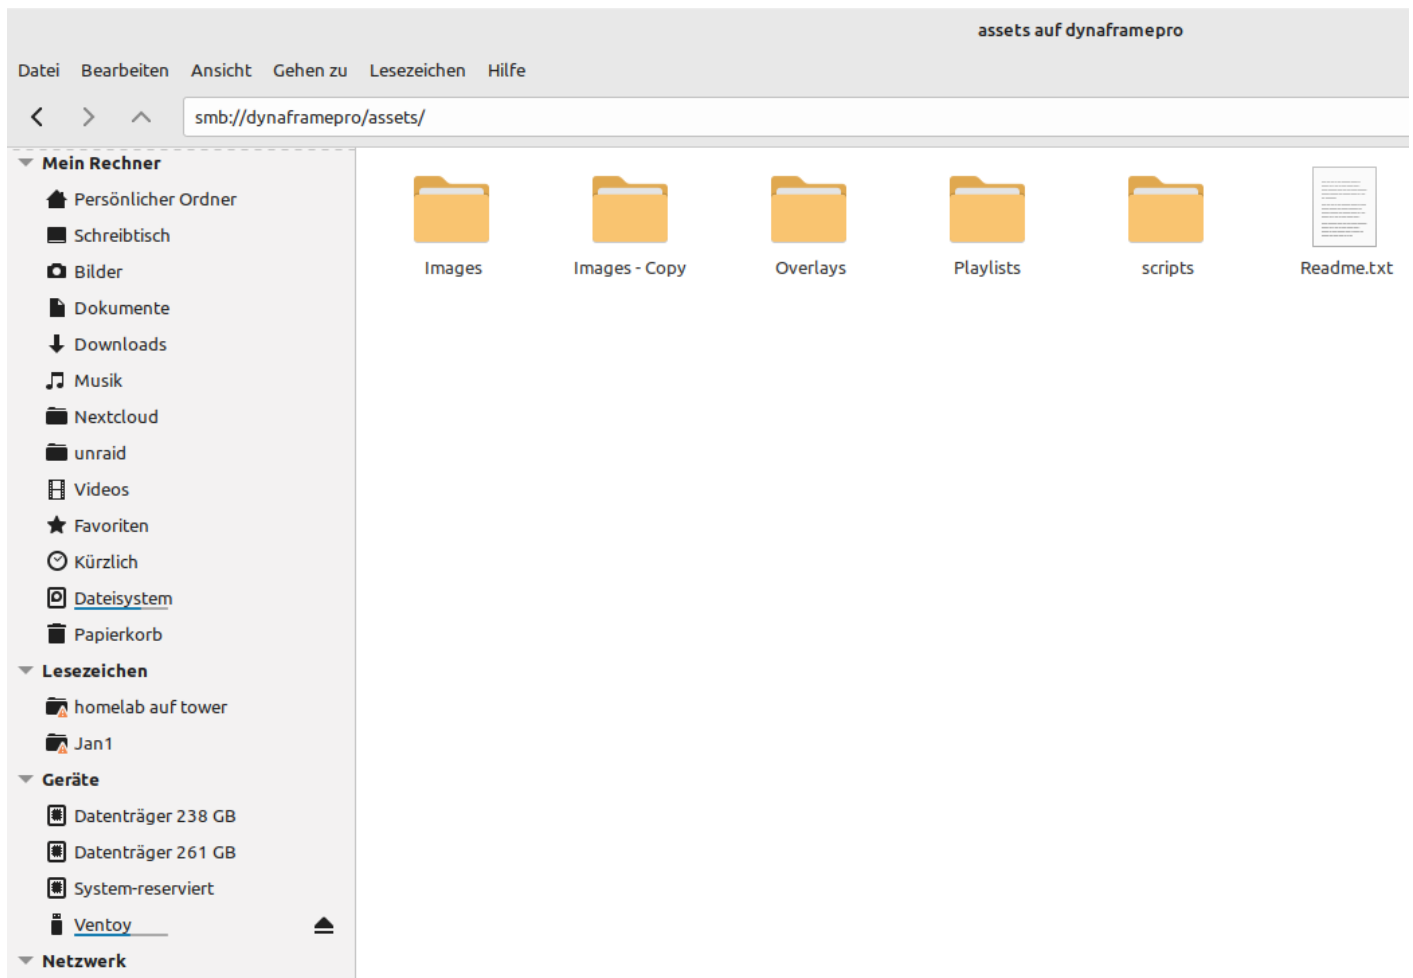 assets auf dynaframepro
Datei Bearbeiten Ansicht Gehen zu Lesezeichen Hilfe
smb://dynaframepro/assets/
Mein Rechner
Persönlicher Ordner
Schreibtisch
Bilder
Dokumente
Downloads
Musik
Nextcloud
unraid
Videos
Favoriten
Kürzlich
Dateisystem
Papierkorb
Lesezeichen
homelab auf tower
Jan1
Geräte
Datenträger 238 GB
Datenträger 261 GB
System-reserviert
Ventoy
Netzwerk
Images Images - Copy Overlays Playlists scripts Readme.txt